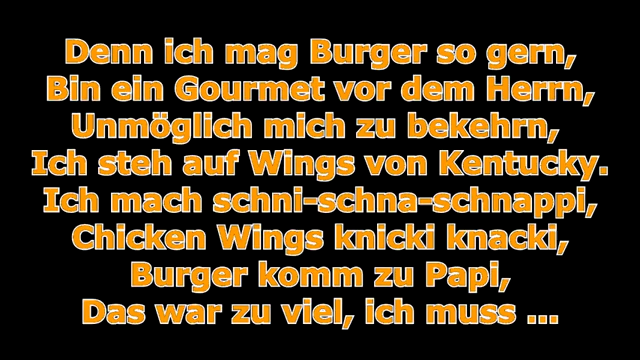 Denn ich mag Burger so gern,
Bin ein Gourmet vor dem Herrn,
Unmöglich mich zu bekehrn,
Ich steh auf Wings von Kentucky.
Ich mach schni-schna-schnappi,
Chicken Wings knicki knacki,
Burger komm zu Papi,
Das war zu viel, ich muss ...